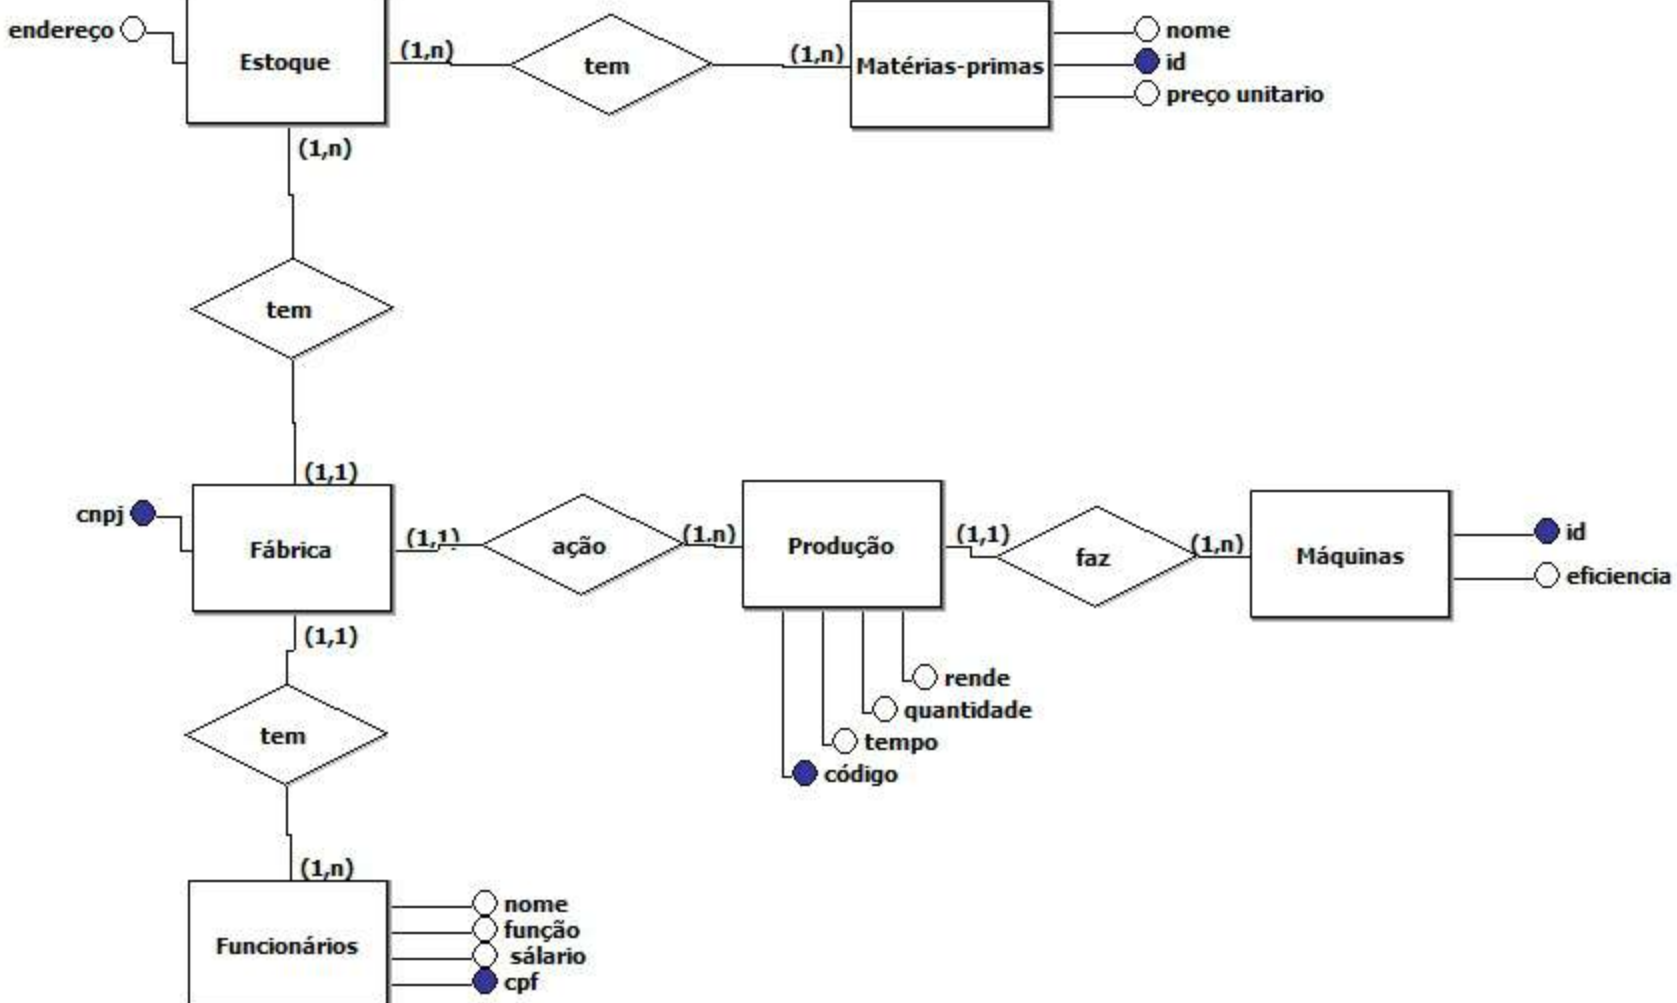 endereço
Estoque
(1,n)
tem
(1,n)
Matérias-primas
nome
id
preço unitario
(1,n)
tem
(1,1)
cnpj
Fábrica
(1,1)
ação
(1,n)
Produção
(1,1)
faz
(1,n)
Máquinas
id
eficiencia
rende
quantidade
tempo
código
(1,1)
tem
(1,n)
Funcionários
nome
função
sálario
cpf